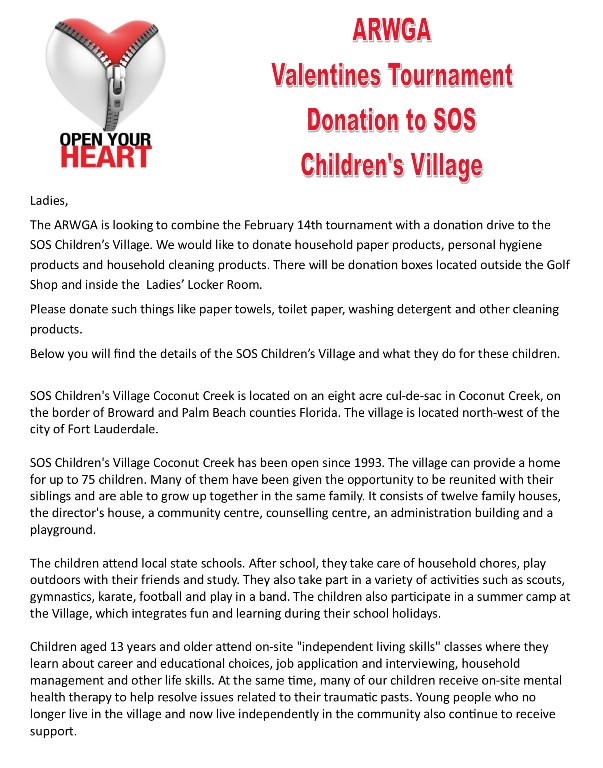 OPEN YOUR
HEART
ARWGA
Valentines Tournament
Donation to SOS
Children's Village
Ladies,
The ARWGA is looking to combine the February 14th tournament with a donation drive to the
SOS Children’s Village. We would like to donate household paper products, personal hygiene
products and household cleaning products. There will be donation boxes located outside the Golf
Shop and inside the  Ladies’ Locker Room.
Please donate such things like paper towels, toilet paper, washing detergent and other cleaning
products.
Below you will find the details of the SOS Children’s Village and what they do for these children.
SOS Children's Village Coconut Creek is located on an eight acre cul-de-sac in Coconut Creek, on
the border of Broward and Palm Beach counties Florida. The village is located north-west of the
city of Fort Lauderdale.
SOS Children's Village Coconut Creek has been open since 1993. The village can provide a home
for up to 75 children. Many of them have been given the opportunity to be reunited with their
siblings and are able to grow up together in the same family. It consists of twelve family houses,
the director's house, a community centre, counselling centre, an administration building and a
playground.
The children attend local state schools. After school, they take care of household chores, play
outdoors with their friends and study. They also take part in a variety of activities such as scouts,
gymnastics, karate, football and play in a band. The children also participate in a summer camp at
the Village, which integrates fun and learning during their school holidays.
Children aged 13 years and older attend on-site "independent living skills" classes where they
learn about career and educational choices, job application and interviewing, household
management and other life skills. At the same time, many of our children receive on-site mental
health therapy to help resolve issues related to their traumatic pasts. Young people who no
longer live in the village and now live independently in the community also continue to receive
support.